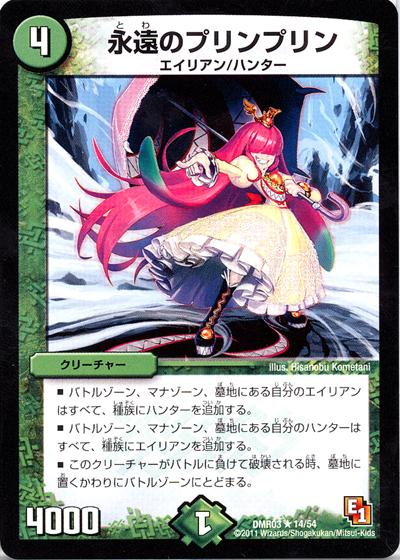 4
とわ
永遠のプリンプリン
エイリアン/ハンター
illus. Hisanobu Kometani
クリーチャー
■ バトルゾーン、マナゾーン、墓地にある自分のエイリアン
はすべて、種族にハンターを追加する。
■ バトルゾーン、マナゾーン、墓地にある自分のハンターは
すべて、種族にエイリアンを追加する。
■ このクリーチャーがバトルに負けて破壊される時、墓地に
置くかわりにバトルゾーンにとどまる。
4000
1
E1
DMR03 ★ 14/54
©2011 Wizards/Shogakukan/Mitsui-Kids